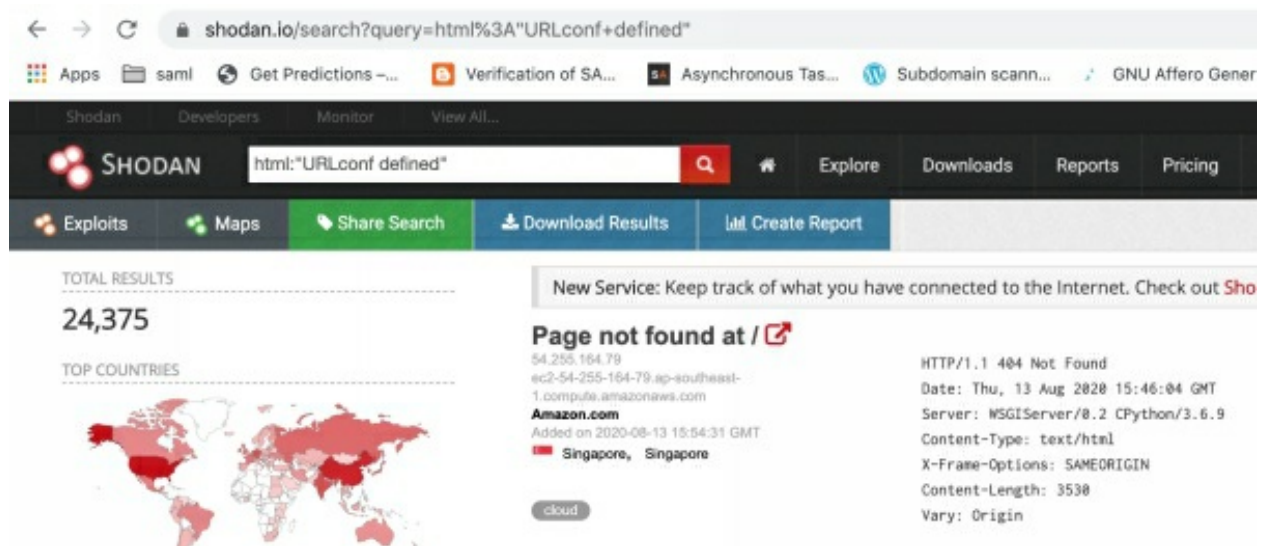 shodan.io/search?query=html%3A"URLconf+defined"
Apps saml Get Predictions –... Verification of SA... SA Asynchronous Tas... Subdomain scann... GNU Affero Gener
Shodan Developers Monitor View All...
SHODAN html:"URLconf defined" Explore Downloads Reports Pricing
Exploits Maps Share Search Download Results Create Report
TOTAL RESULTS
24,375
TOP COUNTRIES
New Service: Keep track of what you have connected to the Internet. Check out Sho
Page not found at /
54.255.164.79
ec2-54-255-164-79.ap-southeast-
1.compute.amazonaws.com
Amazon.com
Added on 2020-08-13 15:54:31 GMT
Singapore, Singapore
cloud
HTTP/1.1 404 Not Found
Date: Thu, 13 Aug 2020 15:46:04 GMT
Server: WSGIServer/0.2 CPython/3.6.9
Content-Type: text/html
X-Frame-Options: SAMEORIGIN
Content-Length: 3530
Vary: Origin